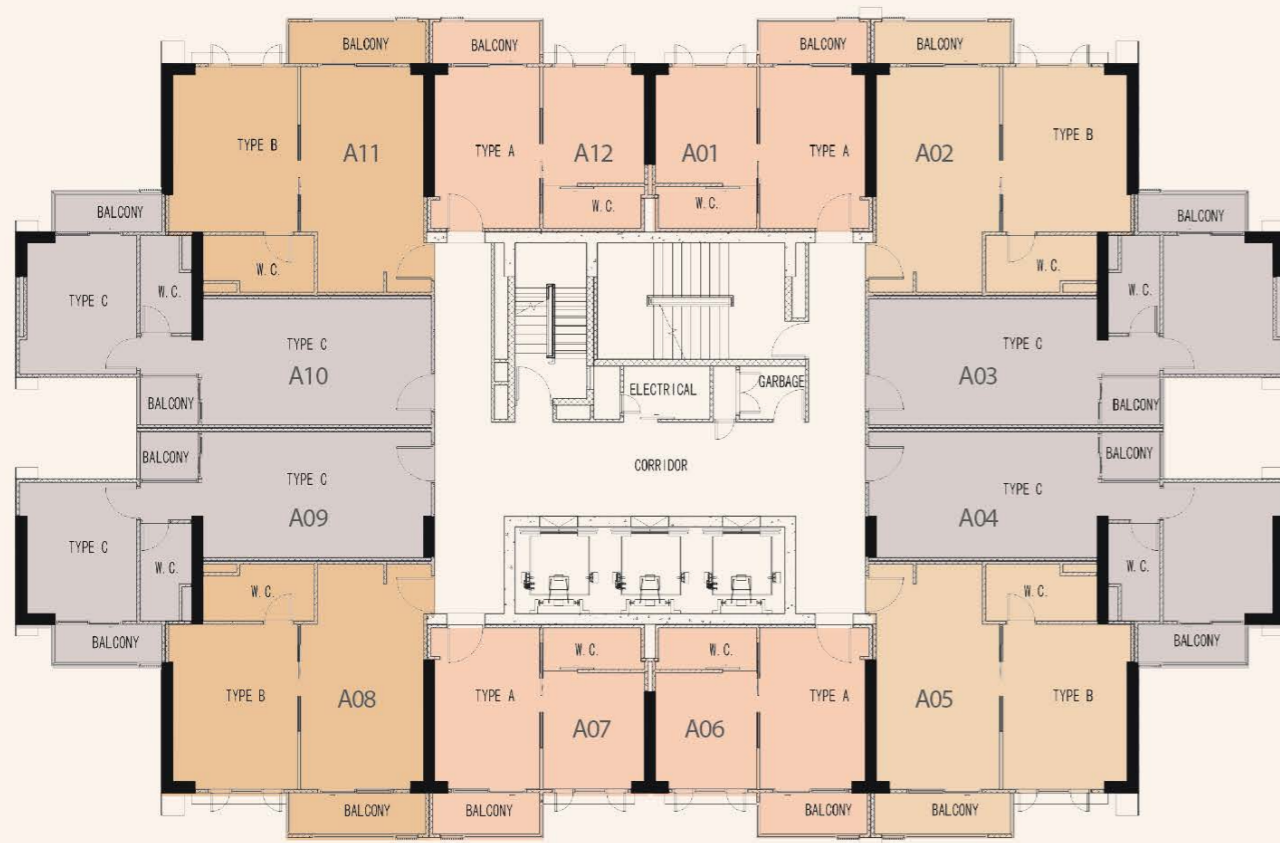 BALCONY
BALCONY
BALCONY
BALCONY
TYPE B
A11
TYPE A
A12
A01
TYPE A
A02
TYPE B
BALCONY
W.C.
W.C.
BALCONY
TYPE C
W.C.
W.C.
W.C.
W.C.
TYPE C
A10
TYPE C
A03
ELECTRICAL
GARBAGE
BALCONY
BALCONY
BALCONY
CORRIDOR
BALCONY
TYPE C
A09
TYPE C
A04
TYPE C
W.C.
W.C.
W.C.
W.C.
BALCONY
W.C.
W.C.
BALCONY
TYPE B
A08
TYPE A
A07
A06
TYPE A
A05
TYPE B
BALCONY
BALCONY
BALCONY
BALCONY